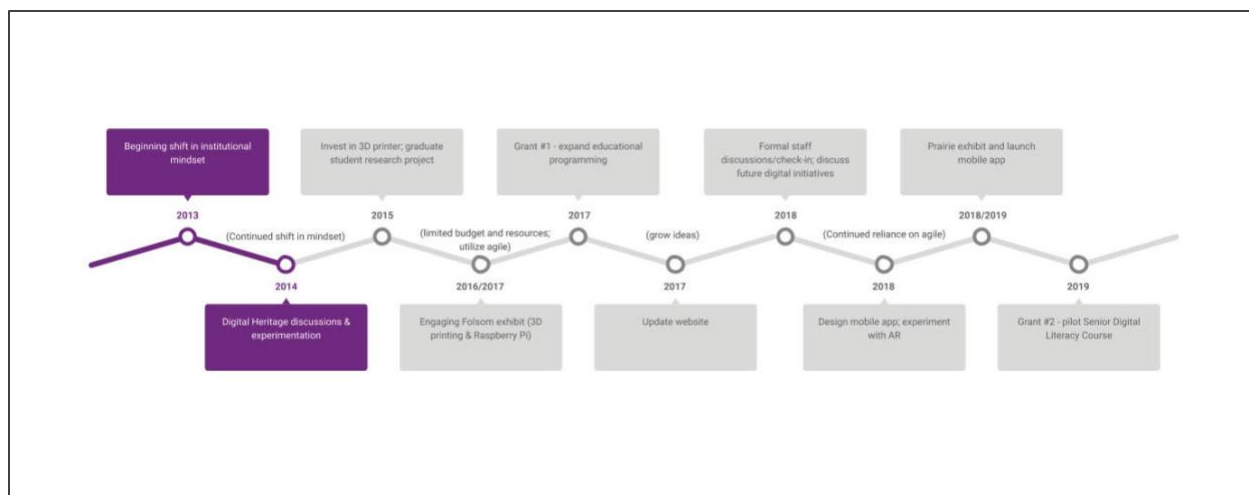 Beginning shift in institutional
mindset
Invest in 3D printer; graduate
student research project
Grant #1 - expand educational
programming
Formal staff
discussions/check-in; discuss
future digital initiatives
Prairie exhibit and launch
mobile app
2013
2015
2017
2018
2018/2019
(Continued shift in mindset)
(limited budget and resources;
utilize agile)
(grow ideas)
(Continued reliance on agile)
2014
2016/2017
2017
2018
2019
Digital Heritage discussions &
experimentation
Engaging Folsom exhibit (3D
printing & Raspberry Pi)
Update website
Design mobile app; experiment
with AR
Grant #2 - pilot Senior Digital
Literacy Course